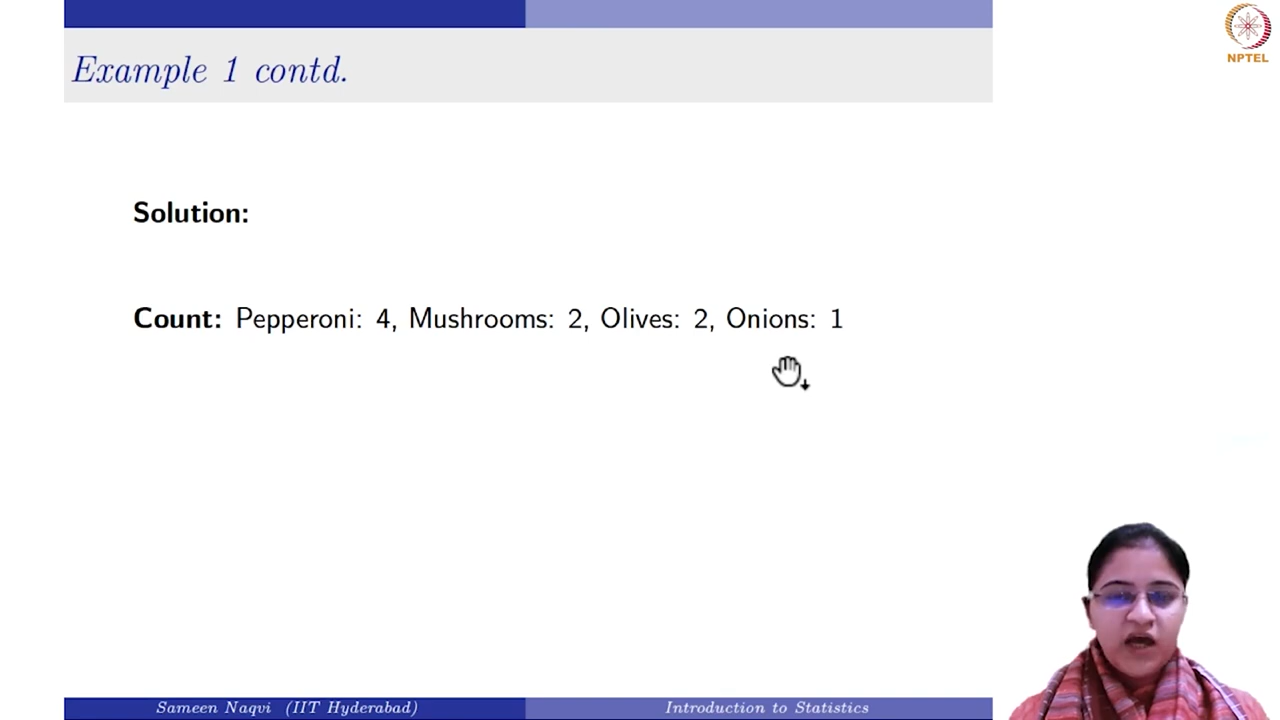 NPTEL
Example 1 contd.
Solution:
Count: Pepperoni: 4, Mushrooms: 2, Olives: 2, Onions: 1
Sameen Naqvi (IIT Hyderabad)
Introduction to Statistics